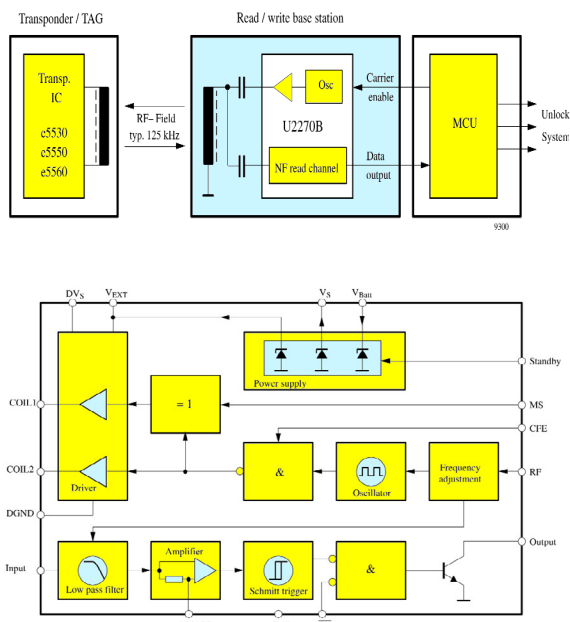 Transponder / TAG
Read / write base station
Transp.
IC
e5530
e5550
e5560
RF– Field
typ. 125 kHz
Osc
U2270B
NF read channel
Carrier
enable
Data
output
MCU
Unlock
System
9300
DVS
VEXT
VS
VBatt
Power supply
Standby
COIL1
= 1
MS
CFE
COIL2
Driver
&
Oscillator
Frequency
adjustment
RF
DGND
Output
Input
Low pass filter
Amplifier
Schmitt trigger
&